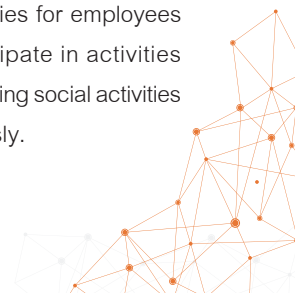 ies for employees
ipate in activities
ing social activities
sly.